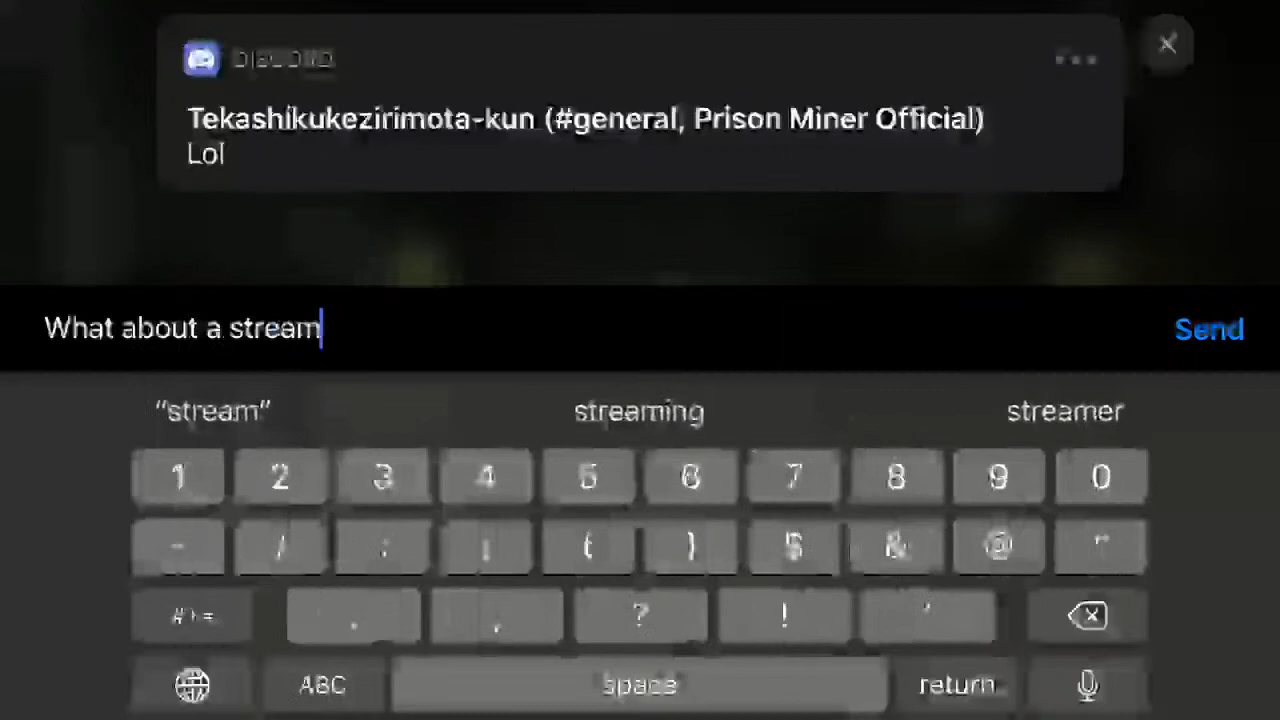 DISCORD
Tekashikukezirimota-kun (#general, Prison Miner Official)
Lol
What about a stream
Send
"stream" streaming streamer
1 2 3 4 5 6 7 8 9 0
- / : ; ( ) $ & @ "
#+= . , ? ! '
ABC space return